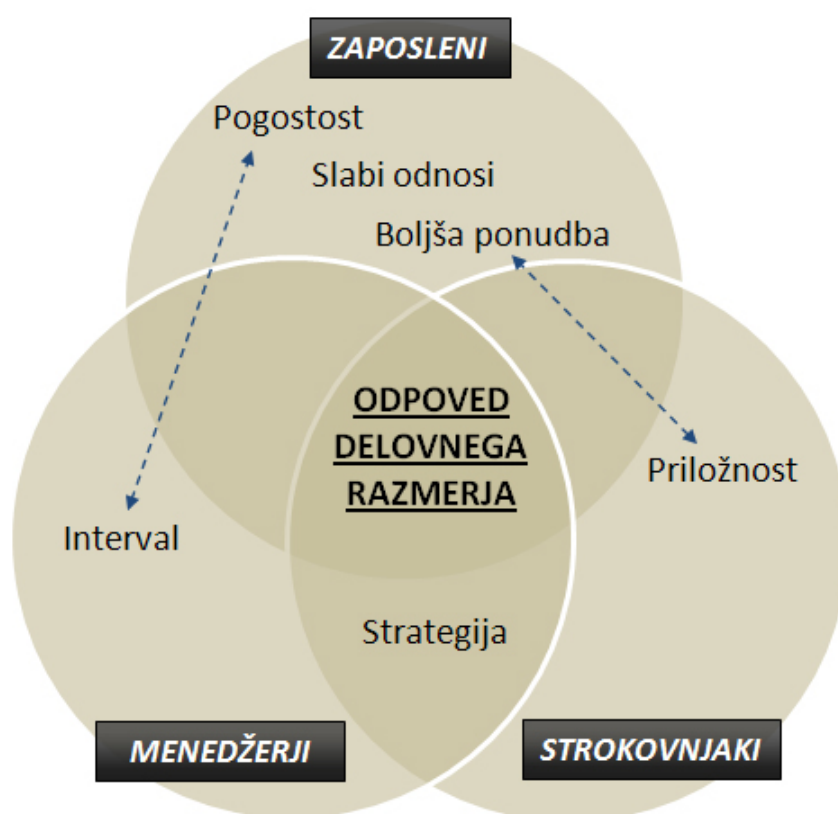 ZAPOSLENI
Pogostost
Slabi odnosi
Boljša ponudba
ODPOVED
DELOVNEGA
RAZMERJA
Priložnost
Interval
Strategija
MENEDŽERJI
STROKOVNJAKI